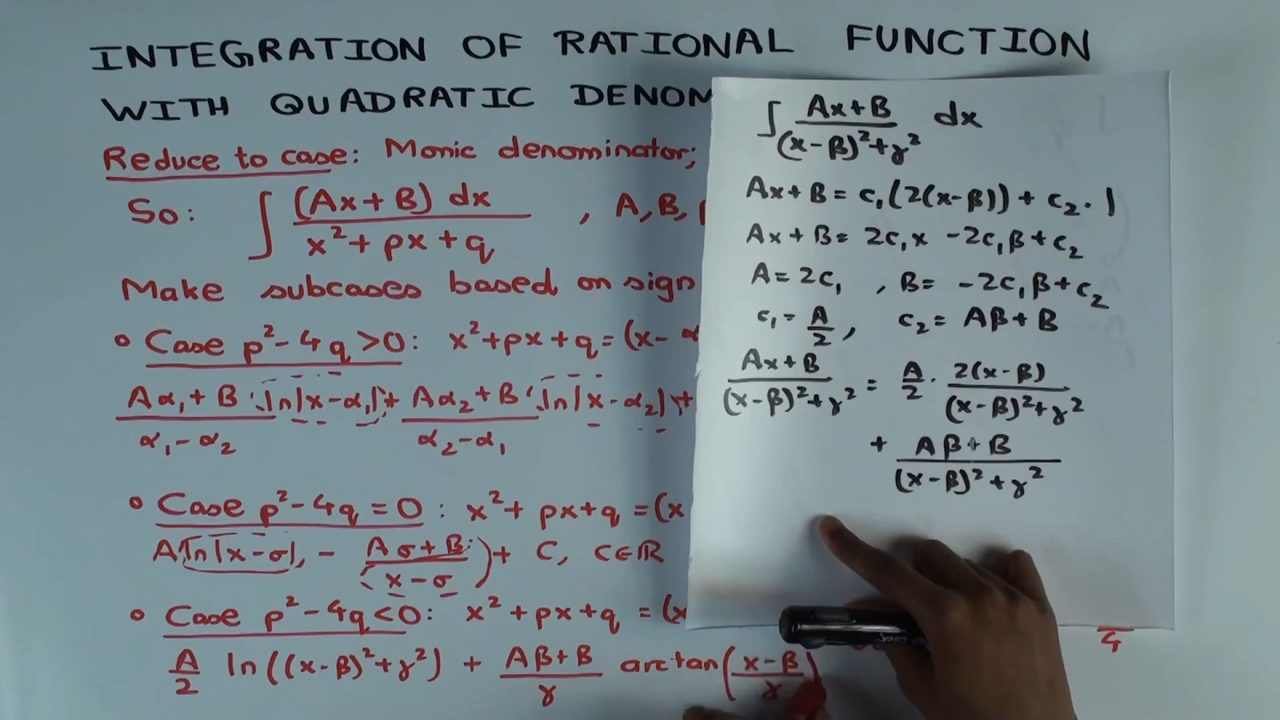 INTEGRATION OF RATIONAL FUNCTION
WITH QUADRATIC DENOM
Reduce to case: Monic denominator;
So: ∫ (Ax+B) dx / x²+px+q , A, B,
Make subcases based on sign
• Case p²-4q>0: x²+px+q=(x-
Aα₁+B / α₁-α₂ · ln|x-α₁| + Aα₂+B / α₂-α₁ · ln|x-α₂| +
• Case p²-4q=0: x²+px+q=(x
A ln|x-σ| - (Aσ+B / x-σ) + C, C∈ℝ
• Case p²-4q<0: x²+px+q=(x
A/2 ln((x-β)²+γ²) + Aβ+B / γ arctan(x-β / γ)
∫ Ax+B / (x-β)²+γ² dx
Ax+B = c₁(2(x-β)) + c₂·1
Ax+B = 2c₁x -2c₁β+c₂
A=2c₁ , B= -2c₁β+c₂
c₁ = A/2 , c₂ = Aβ+B
Ax+B / (x-β)²+γ² = A/2 · 2(x-β) / (x-β)²+γ²
+ Aβ+B / (x-β)²+γ²
4